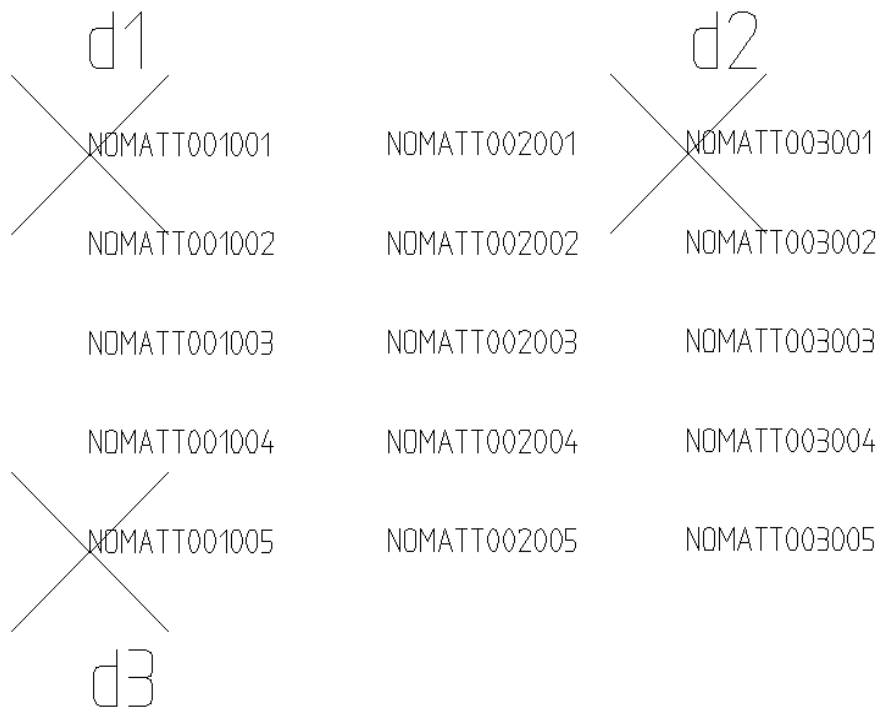 d1 d2
NOMATT001001 NOMATT002001 NOMATT003001
NOMATT001002 NOMATT002002 NOMATT003002
NOMATT001003 NOMATT002003 NOMATT003003
NOMATT001004 NOMATT002004 NOMATT003004
NOMATT001005 NOMATT002005 NOMATT003005
d3